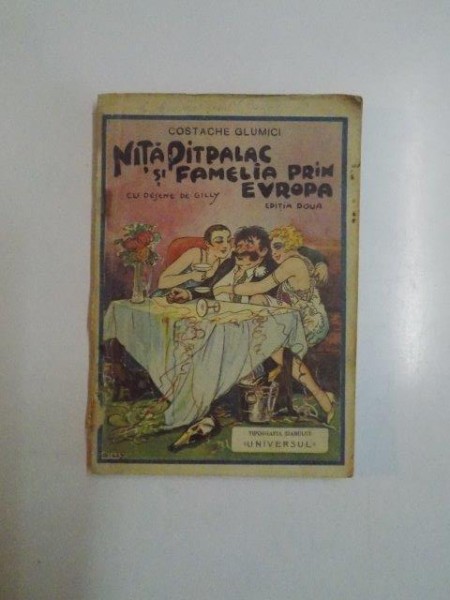 COSTACHE GLUMICI
NIȚĂ PITPALAC
ȘI FAMELIA PRIN
EVROPA
CU DESENE DE GILLY
EDIȚIA DOUA
TIPOGRAFIA ZIARULUI
"UNIVERSUL"